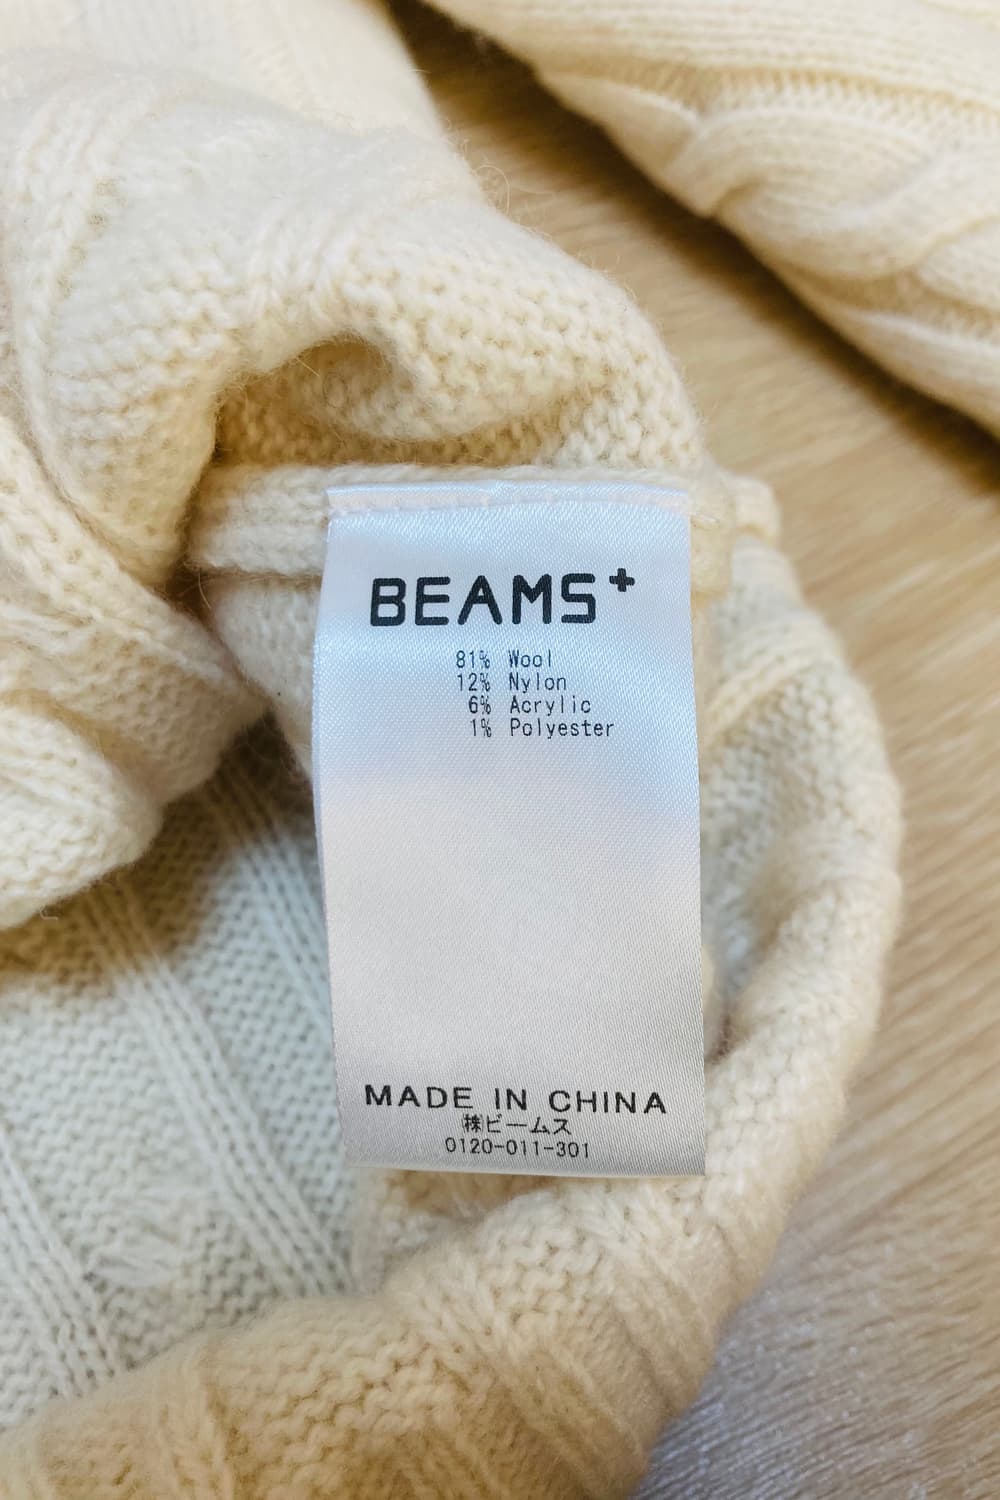 BEAMS+
81% Wool
12% Nylon
6% Acrylic
1% Polyester
MADE IN CHINA
㈱ビームス
0120-011-301